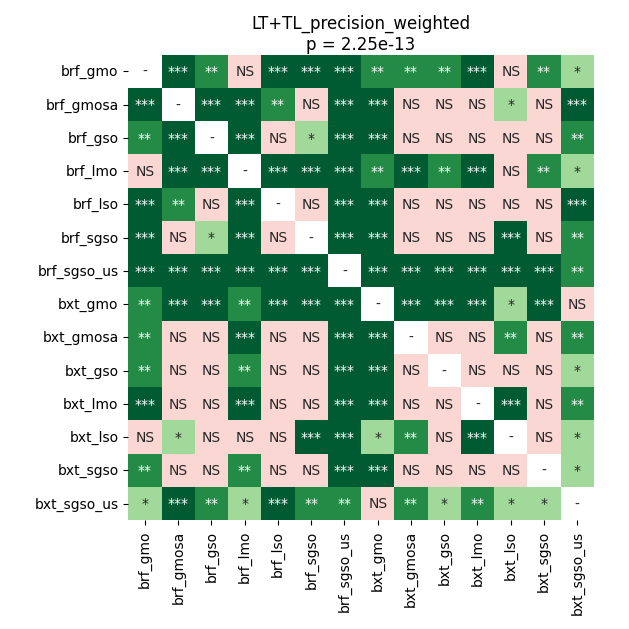 LT+TL_precision_weighted
p = 2.25e-13
brf_gmo - *** ** NS *** *** *** ** ** ** *** NS ** *
brf_gmosa *** - *** *** ** NS *** *** NS NS NS * NS ***
brf_gso ** *** - *** NS * *** *** NS NS NS NS NS **
brf_lmo NS *** *** - *** *** *** ** *** ** *** NS ** *
brf_lso *** ** NS *** - NS *** *** NS NS NS NS NS ***
brf_sgso *** NS * *** NS - *** *** NS NS NS *** NS **
brf_sgso_us *** *** *** *** *** *** - *** *** *** *** *** *** **
bxt_gmo ** *** *** ** *** *** *** - *** *** *** * *** NS
bxt_gmosa ** NS NS *** NS NS *** *** - NS NS ** NS **
bxt_gso ** NS NS ** NS NS *** *** NS - NS NS NS *
bxt_lmo *** NS NS *** NS NS *** *** NS NS - *** NS **
bxt_lso NS * NS NS NS *** *** * ** NS *** - NS *
bxt_sgso ** NS NS ** NS NS *** *** NS NS NS NS - *
bxt_sgso_us * *** ** * *** ** ** NS ** * ** * * -
brf_gmo
brf_gmosa
brf_gso
brf_lmo
brf_lso
brf_sgso
brf_sgso_us
bxt_gmo
bxt_gmosa
bxt_gso
bxt_lmo
bxt_lso
bxt_sgso
bxt_sgso_us